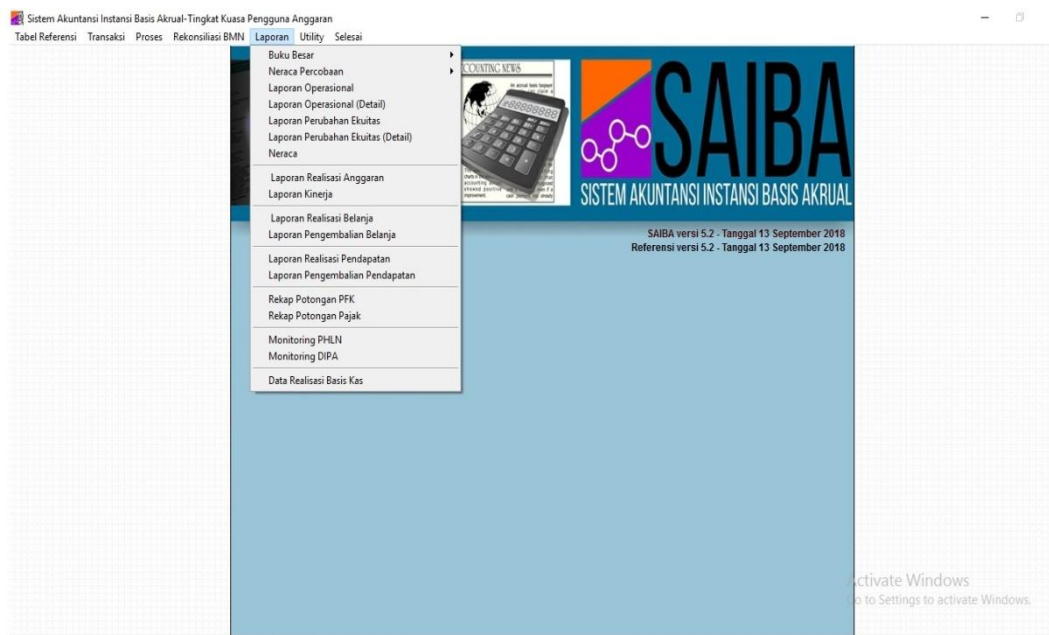 Sistem Akuntansi Instansi Basis Akrual-Tingkat Kuasa Pengguna Anggaran
Tabel Referensi Transaksi Proses Rekonsiliasi BMN Laporan Utility Selesai
Buku Besar
Neraca Percobaan
Laporan Operasional
Laporan Operasional (Detail)
Laporan Perubahan Ekuitas
Laporan Perubahan Ekuitas (Detail)
Neraca
Laporan Realisasi Anggaran
Laporan Kinerja
Laporan Realisasi Belanja
Laporan Pengembalian Belanja
Laporan Realisasi Pendapatan
Laporan Pengembalian Pendapatan
Rekap Potongan PFK
Rekap Potongan Pajak
Monitoring PHLN
Monitoring DIPA
Data Realisasi Basis Kas
COUNTING NEWS
SAIBA
SISTEM AKUNTANSI INSTANSI BASIS AKRUAL
SAIBA versi 5.2 - Tanggal 13 September 2018
Referensi versi 5.2 - Tanggal 13 September 2018
Activate Windows
Go to Settings to activate Windows.